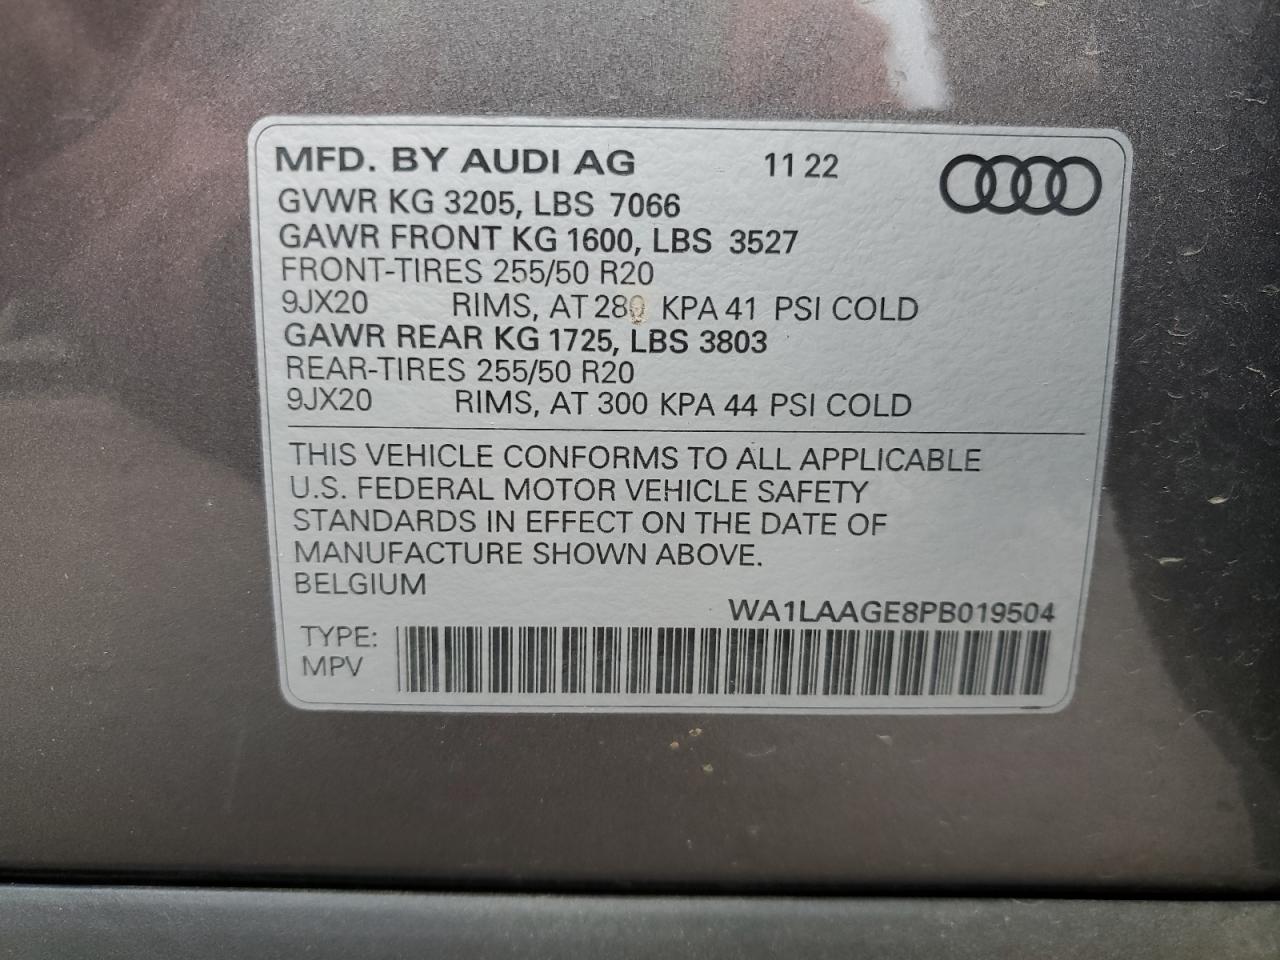 MFD. BY AUDI AG 11 22
GVWR KG 3205, LBS 7066
GAWR FRONT KG 1600, LBS 3527
FRONT-TIRES 255/50 R20
9JX20 RIMS, AT 280 KPA 41 PSI COLD
GAWR REAR KG 1725, LBS 3803
REAR-TIRES 255/50 R20
9JX20 RIMS, AT 300 KPA 44 PSI COLD
THIS VEHICLE CONFORMS TO ALL APPLICABLE
U.S. FEDERAL MOTOR VEHICLE SAFETY
STANDARDS IN EFFECT ON THE DATE OF
MANUFACTURE SHOWN ABOVE.
BELGIUM
WA1LAAGE8PB019504
TYPE:
MPV